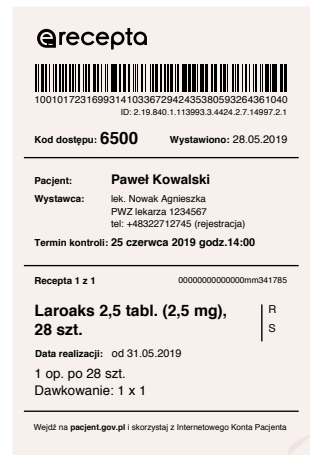 erecepta
10010172316993141033672942435380593264361040
ID: 2.19.840.1.113993.3.4424.2.7.14997.2.1
Kod dostępu: 6500 Wystawiono: 28.05.2019
Pacjent: Paweł Kowalski
Wystawca: lek. Nowak Agnieszka
PWZ lekarza 1234567
tel: +48322712745 (rejestracja)
Termin kontroli: 25 czerwca 2019 godz.14:00
Recepta 1 z 1 00000000000000mm341785
Laroaks 2,5 tabl. (2,5 mg), R
28 szt. S
Data realizacji: od 31.05.2019
1 op. po 28 szt.
Dawkowanie: 1 x 1
Wejdź na pacjent.gov.pl i skorzystaj z Internetowego Konta Pacjenta